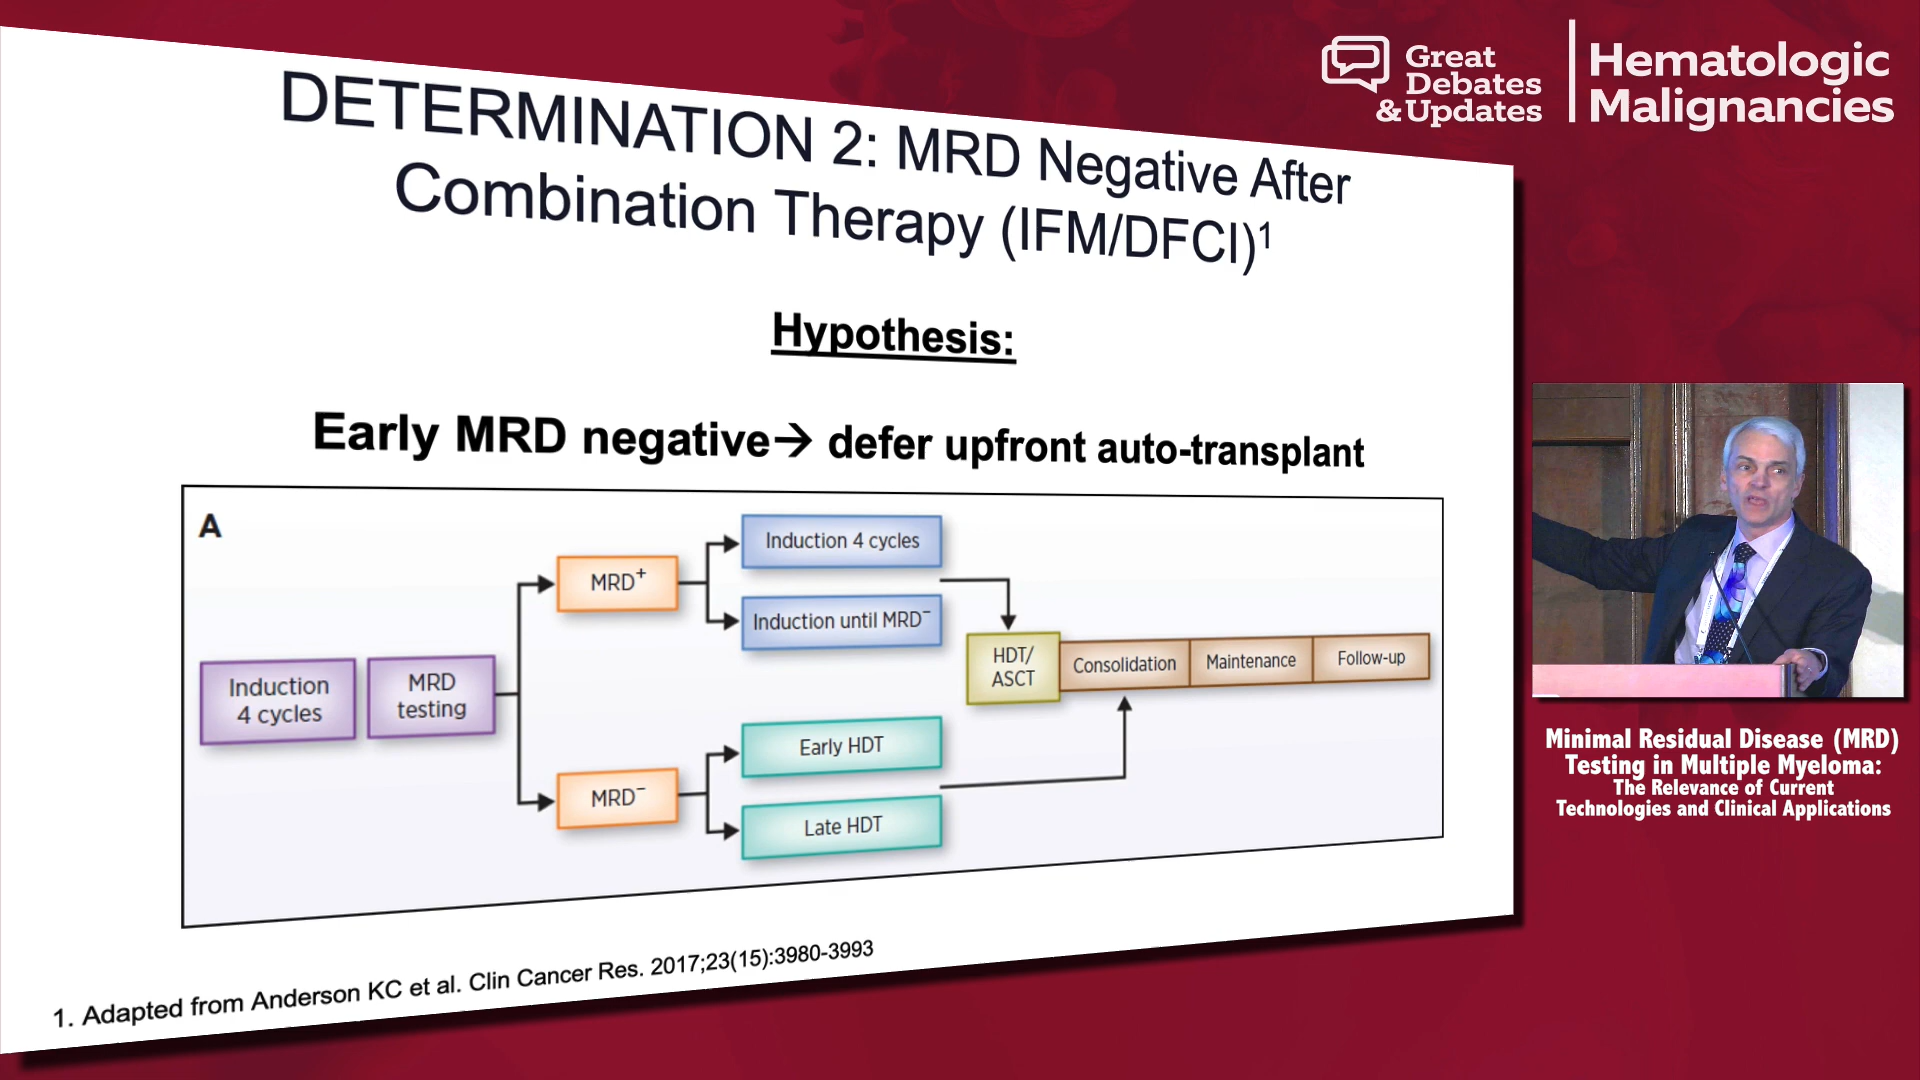 Great
Debates
& Updates
Hematologic
Malignancies
DETERMINATION 2: MRD Negative After
Combination Therapy (IFM/DFCI)1
Hypothesis:
Early MRD negative→ defer upfront auto-transplant
A
Induction
4 cycles
MRD
testing
MRD+
MRD−
Induction 4 cycles
Induction until MRD−
Early HDT
Late HDT
HDT/
ASCT
Consolidation
Maintenance
Follow-up
1. Adapted from Anderson KC et al. Clin Cancer Res. 2017;23(15):3980-3993
Minimal Residual Disease (MRD)
Testing in Multiple Myeloma:
The Relevance of Current
Technologies and Clinical Applications